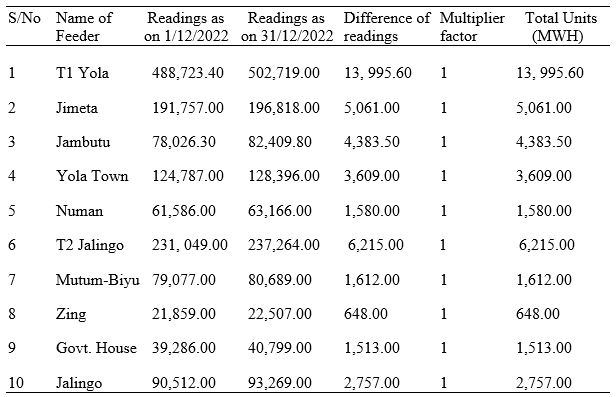 S/No Name of Feeder Readings as on 1/12/2022 Readings as on 31/12/2022 Difference of readings Multiplier factor Total Units (MWH)
1 T1 Yola 488,723.40 502,719.00 13, 995.60 1 13, 995.60
2 Jimeta 191,757.00 196,818.00 5,061.00 1 5,061.00
3 Jambutu 78,026.30 82,409.80 4,383.50 1 4,383.50
4 Yola Town 124,787.00 128,396.00 3,609.00 1 3,609.00
5 Numan 61,586.00 63,166.00 1,580.00 1 1,580.00
6 T2 Jalingo 231, 049.00 237,264.00 6,215.00 1 6,215.00
7 Mutum-Biyu 79,077.00 80,689.00 1,612.00 1 1,612.00
8 Zing 21,859.00 22,507.00 648.00 1 648.00
9 Govt. House 39,286.00 40,799.00 1,513.00 1 1,513.00
10 Jalingo 90,512.00 93,269.00 2,757.00 1 2,757.00